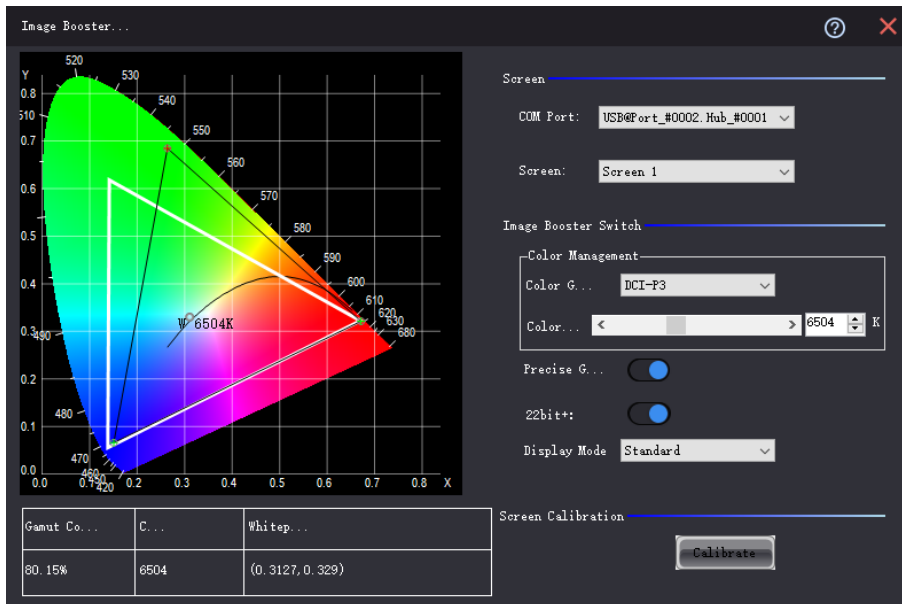 Image Booster...
520
Y
530
0.8
540
510
550
0.7
560
0.6
570
580
0.5
590
600
0.4
610
620
630
W 6504K
0.3
490
680
0.2
480
0.1
470
460
0.0
420
0.0
0.1
0.2
0.3
0.4
0.5
0.6
0.7
0.8
X
Gamut Co...
C...
Whitep...
80.15%
6504
(0.3127,0.329)
Screen
COM Port:
USB@Port_#0002.Hub_#0001
Screen:
Screen 1
Image Booster Switch
Color Management
Color G...
DCI-P3
Color...
6504
K
Precise G...
22bit+:
Display Mode
Standard
Screen Calibration
Calibrate